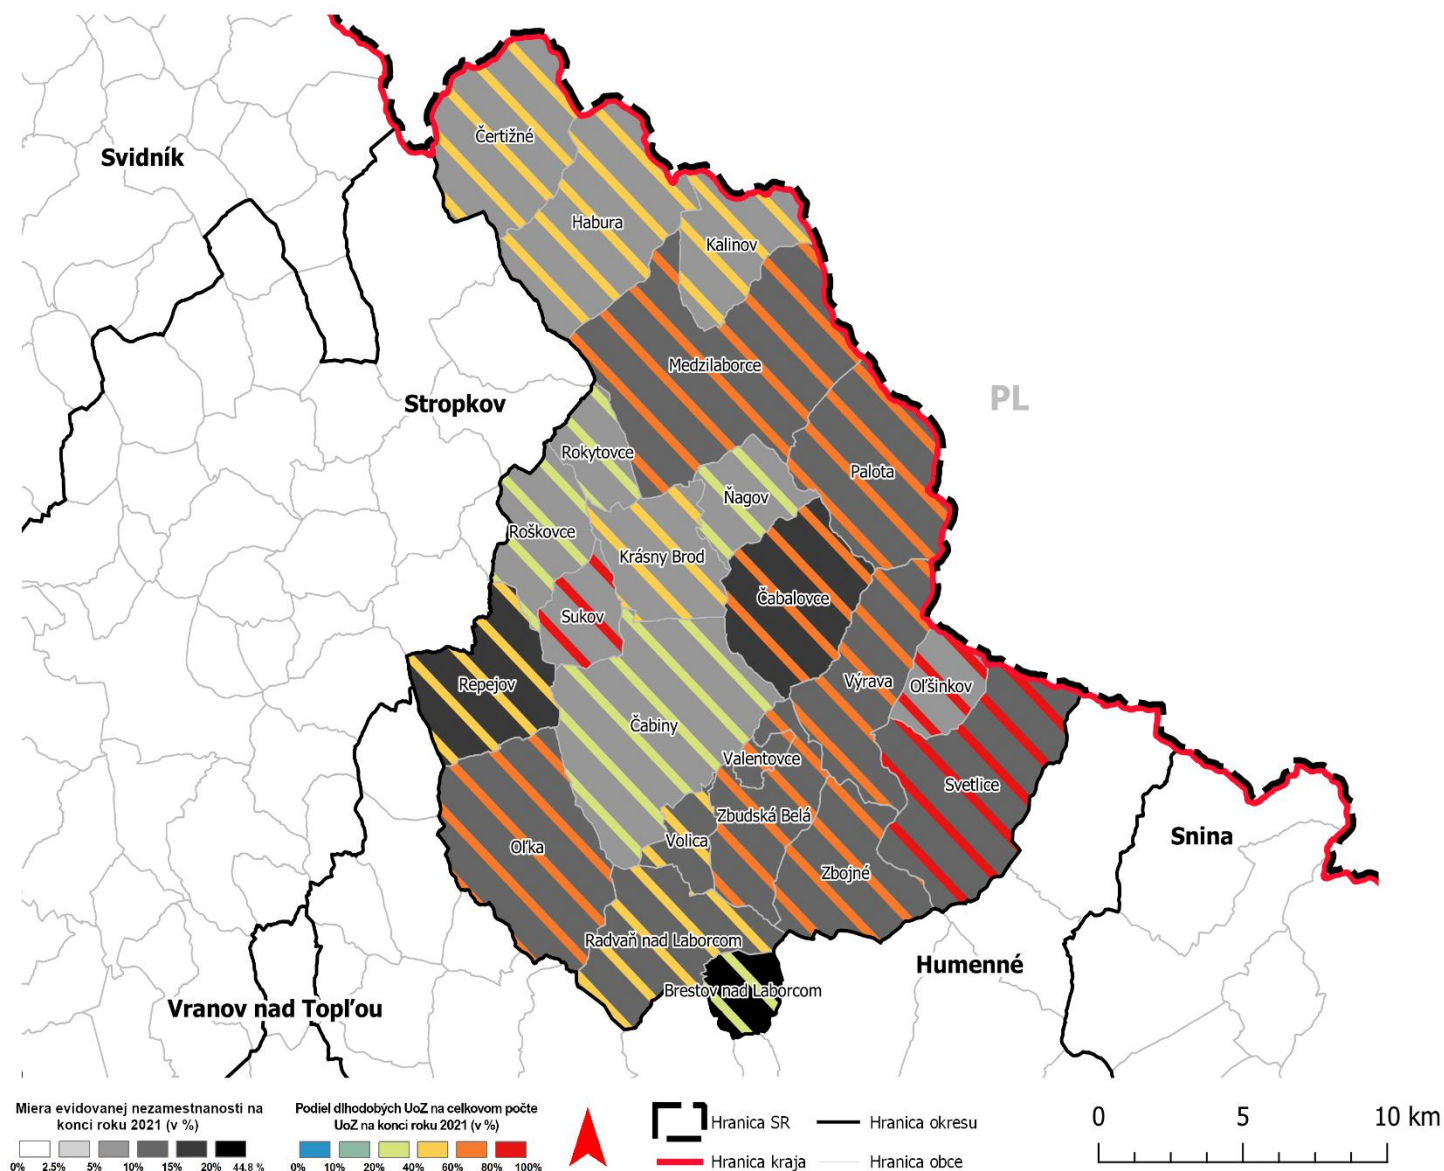 Čertižné
Svidník
Habura
Kalinov
Medzilaborce
Stropkov
PL
Rokytovce
Palota
Ňagov
Roškovce
Krásny Brod
Čabalovce
Sukov
Repejov
Výrava
Oľšinkov
Čabiny
Valentovce
Svetlice
Zbudská Belá
Snina
Oľka
Volica
Zbojné
Radvaň nad Laborcom
Humenné
Brestov nad Laborcom
Vranov nad Topľou
Miera evidovanej nezamestnanosti na
konci roku 2021 (v %)
0% 2.5% 5% 10% 15% 20% 44.8 %
Podiel dlhodobých UoZ na celkovom počte
UoZ na konci roku 2021 (v %)
0% 10% 20% 40% 60% 80% 100%
Hranica SR
Hranica okresu
Hranica kraja
Hranica obce
0 5 10 km